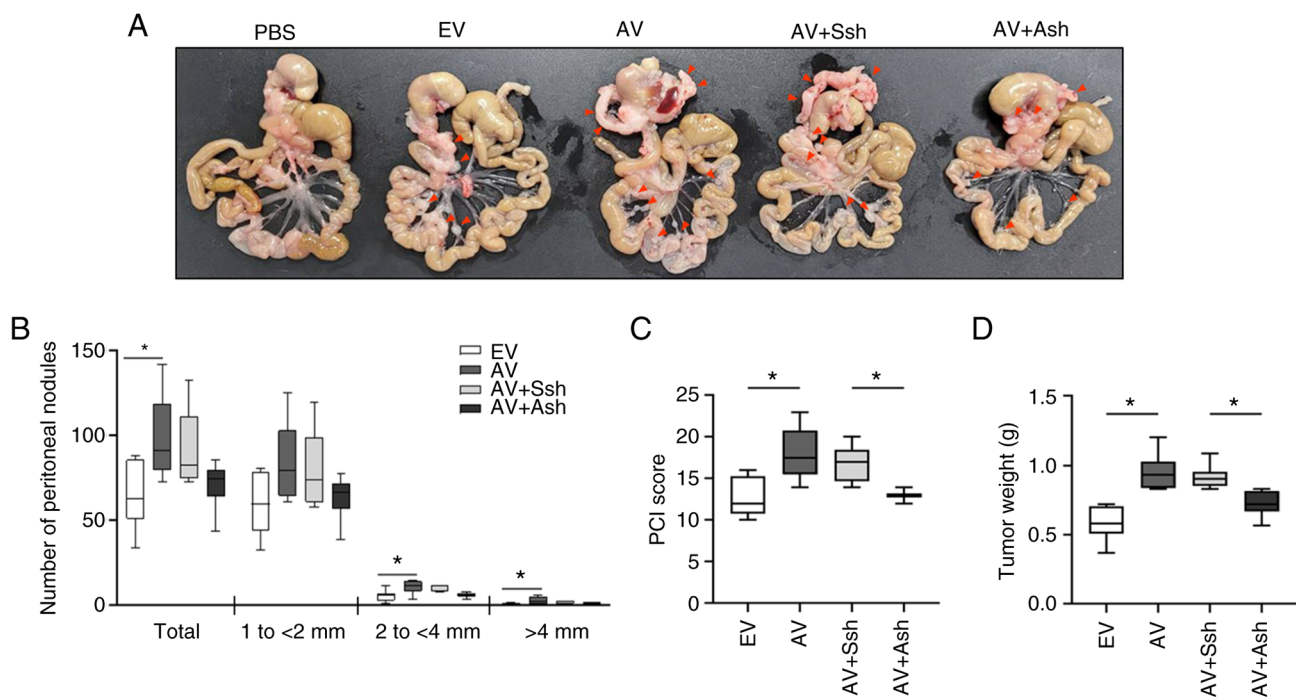 A
PBS
EV
AV
AV+Ssh
AV+Ash
B
Number of peritoneal nodules
150
100
50
0
*
*
*
EV
AV
AV+Ssh
AV+Ash
Total
1 to <2 mm
2 to <4 mm
>4 mm
C
PCI score
25
20
15
10
5
0
*
*
EV
AV
AV+Ssh
AV+Ash
D
Tumor weight (g)
1.5
1.0
0.5
0.0
*
*
EV
AV
AV+Ssh
AV+Ash